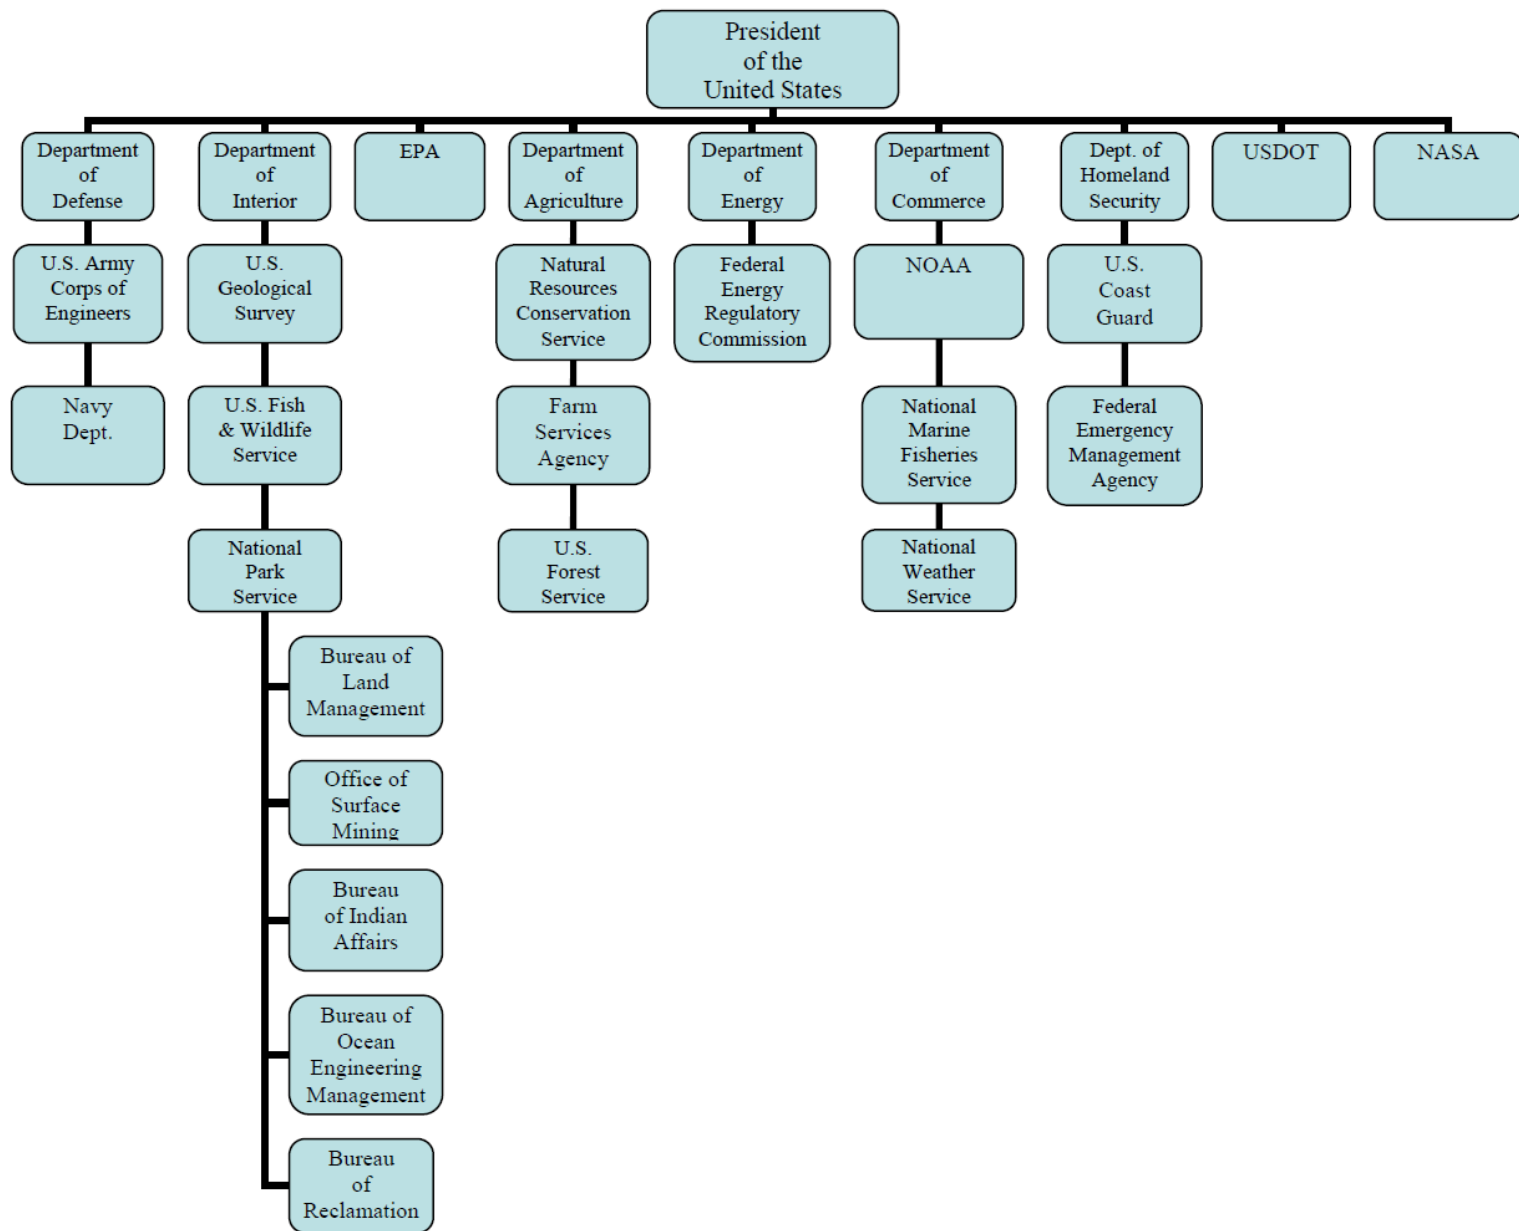 President
of the
United States
Department
of
Defense
Department
of
Interior
EPA
Department
of
Agriculture
Department
of
Energy
Department
of
Commerce
Dept. of
Homeland
Security
USDOT
NASA
U.S. Army
Corps of
Engineers
U.S.
Geological
Survey
Natural
Resources
Conservation
Service
Federal
Energy
Regulatory
Commission
NOAA
U.S.
Coast
Guard
Navy
Dept.
U.S. Fish
& Wildlife
Service
Farm
Services
Agency
National
Marine
Fisheries
Service
Federal
Emergency
Management
Agency
National
Park
Service
U.S.
Forest
Service
National
Weather
Service
Bureau of
Land
Management
Office of
Surface
Mining
Bureau
of Indian
Affairs
Bureau of
Ocean
Engineering
Management
Bureau
of
Reclamation